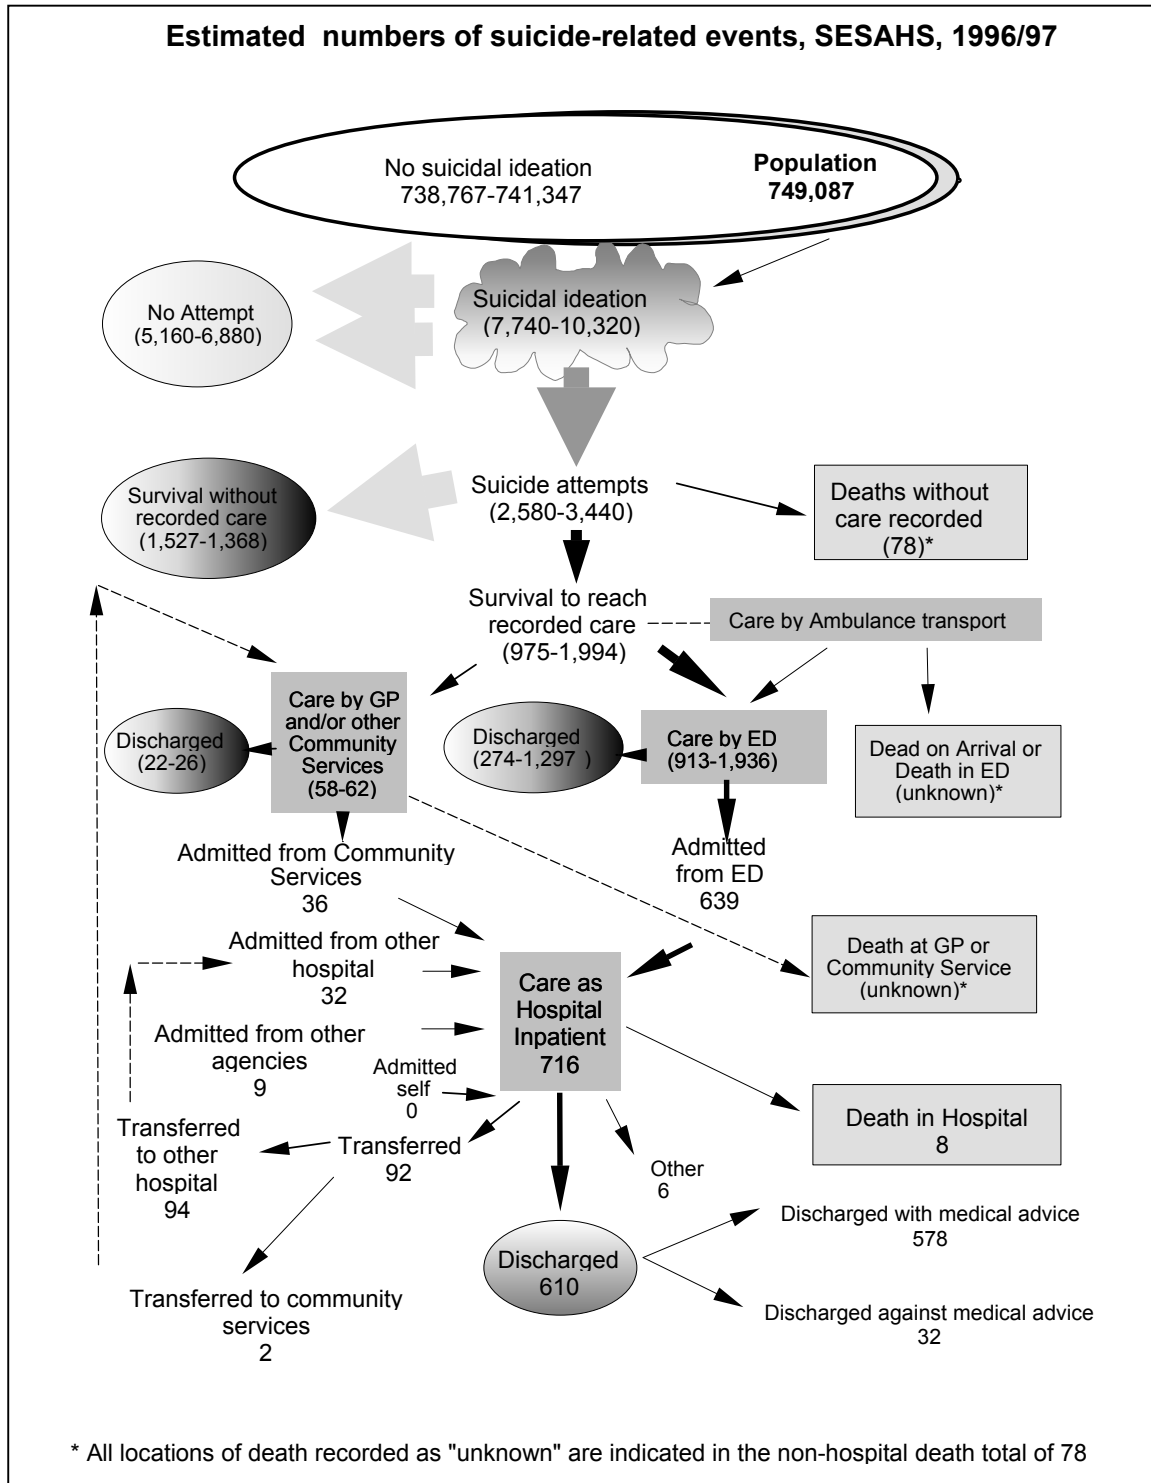 Estimated numbers of suicide-related events, SESAHS, 1996/97
No suicidal ideation
738,767-741,347
Population
749,087
Suicidal ideation
(7,740-10,320)
No Attempt
(5,160-6,880)
Suicide attempts
(2,580-3,440)
Survival without
recorded care
(1,527-1,368)
Deaths without
care recorded
(78)*
Survival to reach
recorded care
(975-1,994)
Care by Ambulance transport
Care by GP
and/or other
Community
Services
(58-62)
Discharged
(22-26)
Discharged
(274-1,297 )
Care by ED
(913-1,936)
Dead on Arrival or
Death in ED
(unknown)*
Admitted from Community
Services
36
Admitted
from ED
639
Admitted from other
hospital
32
Care as
Hospital
Inpatient
716
Death at GP or
Community Service
(unknown)*
Admitted from other
agencies
9
Admitted
self
0
Death in Hospital
8
Transferred
to other
hospital
94
Transferred
92
Other
6
Discharged with medical advice
578
Discharged
610
Transferred to community
services
2
Discharged against medical advice
32
* All locations of death recorded as "unknown" are indicated in the non-hospital death total of 78